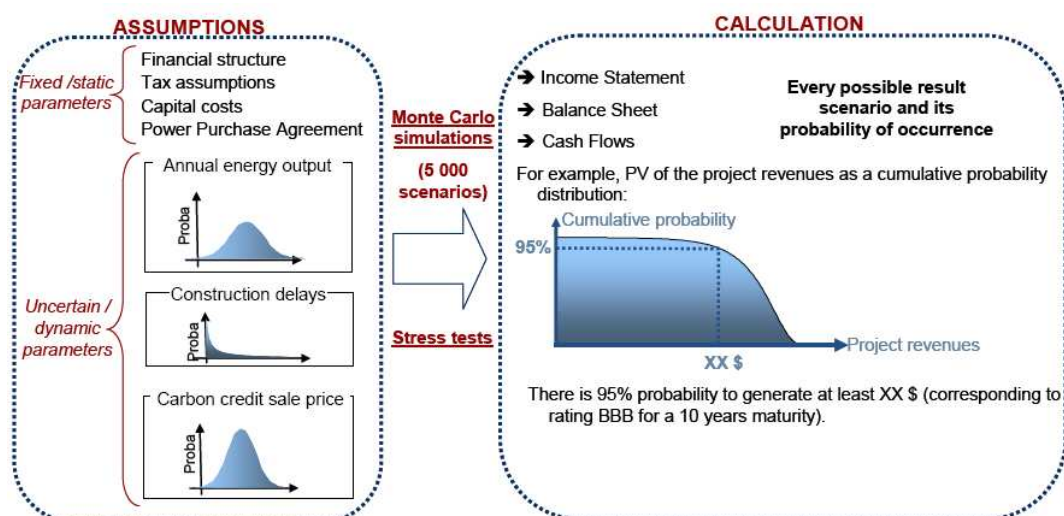 ASSUMPTIONS
Fixed /static
parameters
Financial structure
Tax assumptions
Capital costs
Power Purchase Agreement
Uncertain /
dynamic
parameters
Annual energy output
Proba
Construction delays
Proba
Carbon credit sale price
Proba
Monte Carlo
simulations
(5 000
scenarios)
Stress tests
CALCULATION
➔ Income Statement
➔ Balance Sheet
➔ Cash Flows
Every possible result
scenario and its
probability of occurrence
For example, PV of the project revenues as a cumulative probability
distribution:
Cumulative probability
95%
Project revenues
XX $
There is 95% probability to generate at least XX $ (corresponding to
rating BBB for a 10 years maturity).